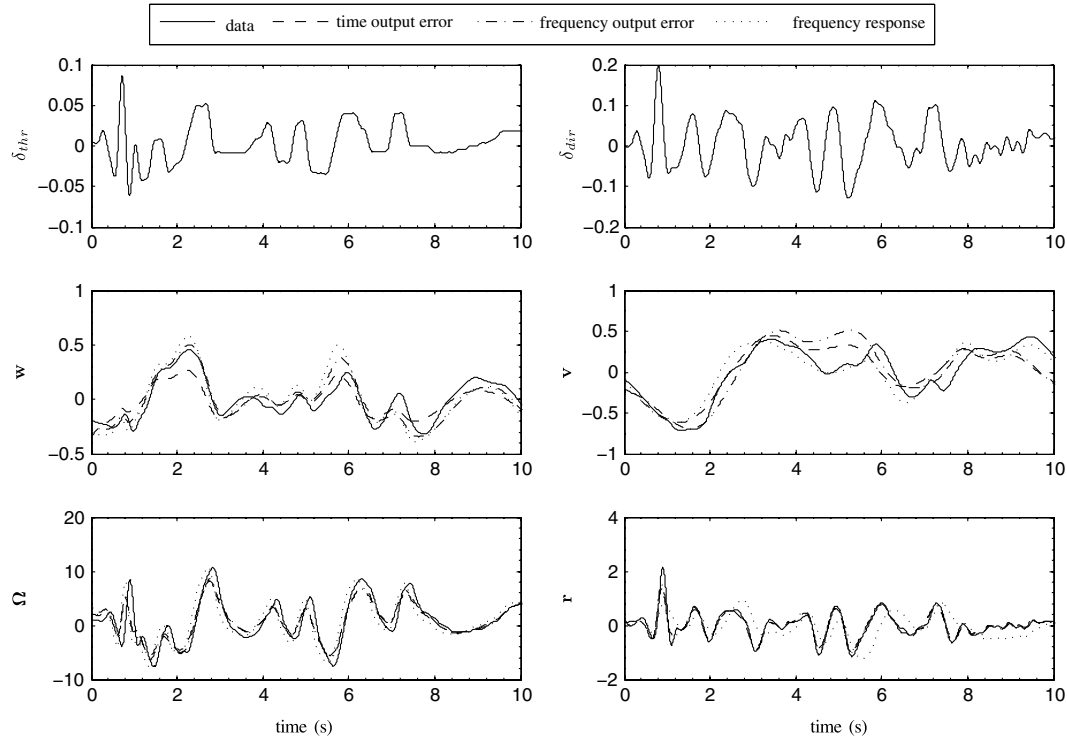 data time output error frequency output error frequency response
0.1 0.05 0 −0.05 −0.1
δthr
0 2 4 6 8 10
0.2 0.1 0 −0.1 −0.2
δdir
0 2 4 6 8 10
1 0.5 0 −0.5
w
0 2 4 6 8 10
1 0.5 0 −0.5 −1
v
0 2 4 6 8 10
20 10 0 −10
Ω
0 2 4 6 8 10
time (s)
4 2 0 −2
r
0 2 4 6 8 10
time (s)